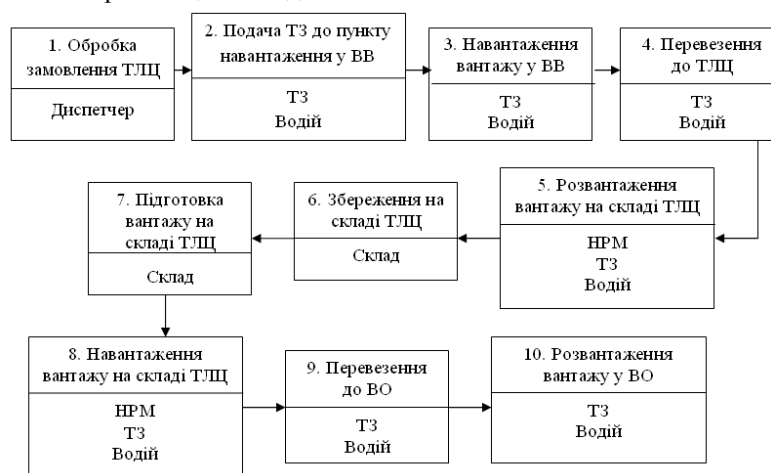 1. Обробка
замовлення ТЛЦ
Диспетчер
2. Подача ТЗ до пункту
навантаження у ВВ
ТЗ
Водій
3. Навантаження
вантажу у ВВ
ТЗ
Водій
4. Перевезення
до ТЛЦ
ТЗ
Водій
5. Розвантаження
вантажу на складі ТЛЦ
НРМ
ТЗ
Водій
6. Збереження на
складі ТЛЦ
Склад
7. Підготовка
вантажу на
складі ТЛЦ
Склад
8. Навантаження
вантажу на складі ТЛЦ
НРМ
ТЗ
Водій
9. Перевезення
до ВО
ТЗ
Водій
10. Розвантаження
вантажу у ВО
ТЗ
Водій